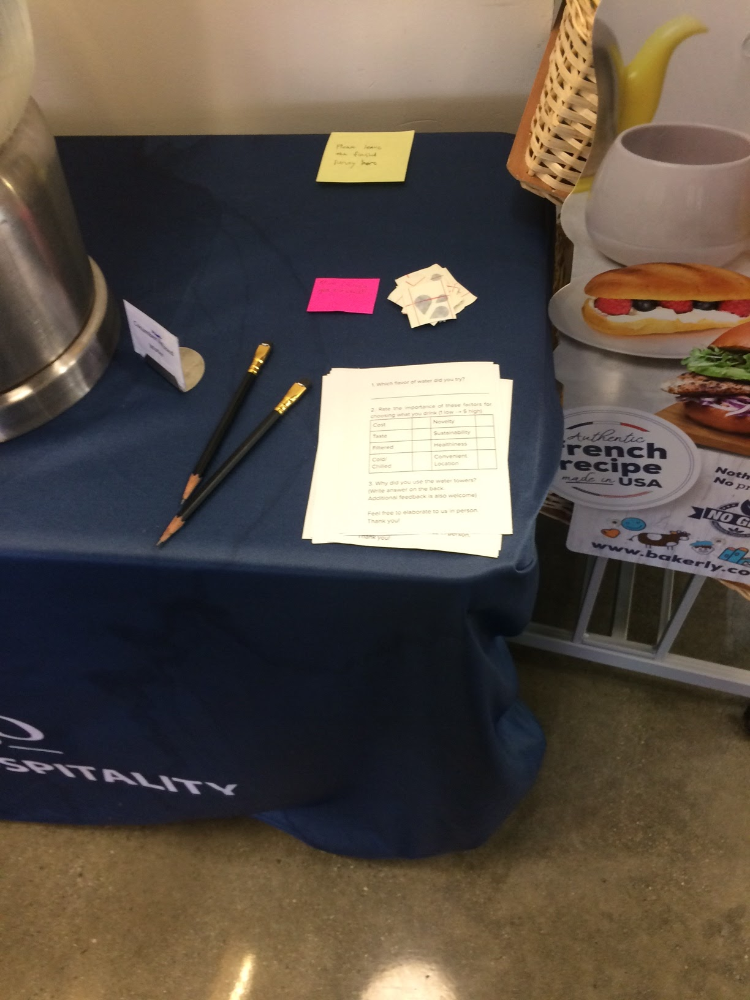 Please leave
the finished
survey here
Water
1. Which flavor of water did you try?
2. Rate the importance of these factors for
choosing what you drink (1 low → 5 high)
Cost Novelty
Taste Sustainability
Filtered Healthiness
Cold/ Convenient
Chilled Location
3. Why did you use the water towers?
(Write answer on the back.
Additional feedback is also welcome)
Feel free to elaborate to us in person.
Thank you!
Thank you! in person.
SPITALITY
Authentic
French
recipe
made in USA
No
NO G
www.bakerly.co